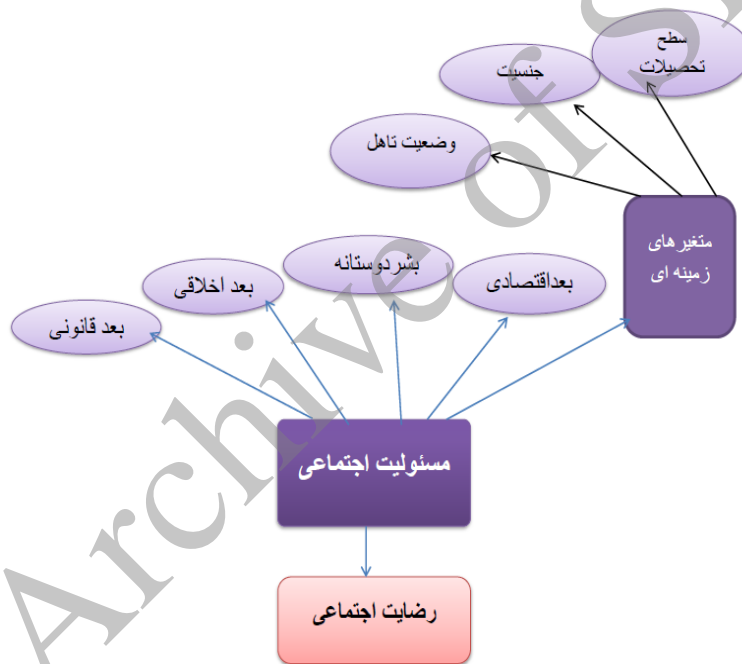 سطح
تحصیلات
جنسیت
وضعیت تاهل
متغیرهای
زمینه ای
بشردوستانه
بعداقتصادی
بعد اخلاقی
بعد قانونی
مسئولیت اجتماعی
رضایت اجتماعی
Archive of S